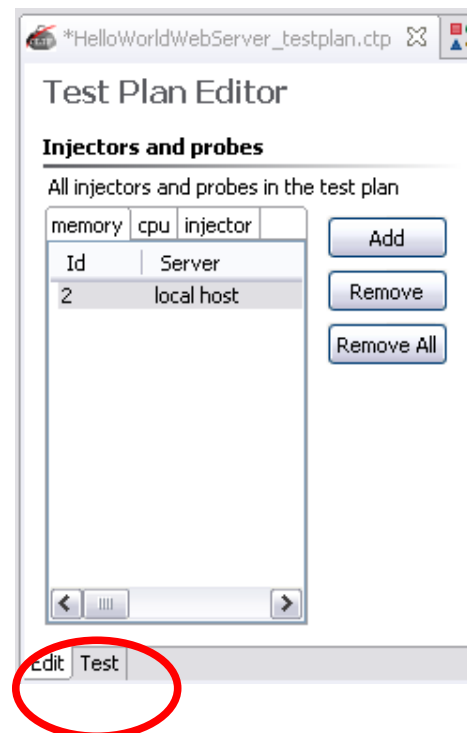 *HelloWorldWebServer_testplan.ctp
Test Plan Editor
Injectors and probes
All injectors and probes in the test plan
memory cpu injector
Add
Id Server
2 local host
Remove
Remove All
Edit Test